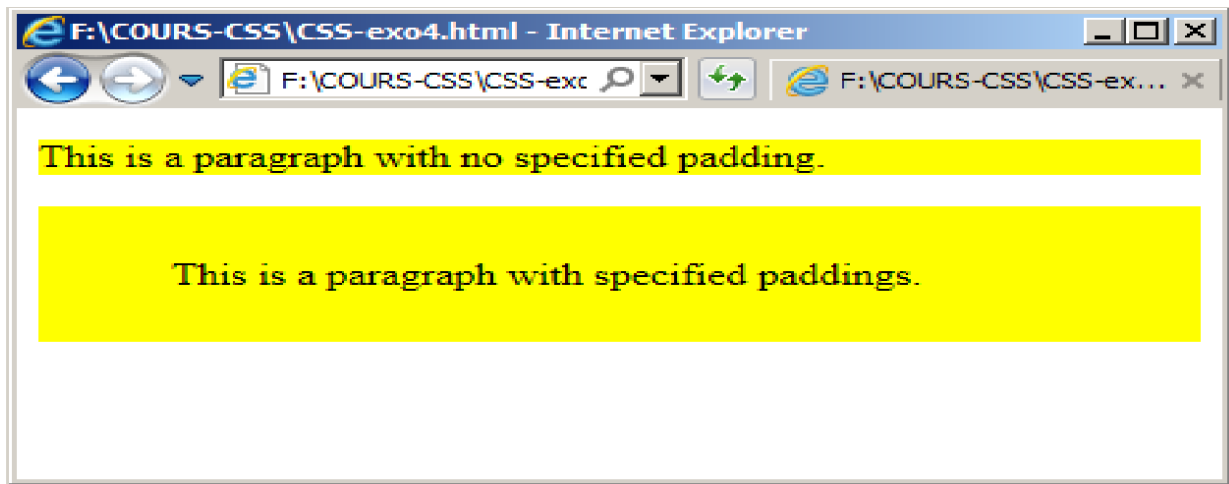 F:\COURS-CSS\CSS-exo4.html - Internet Explorer
F:\COURS-CSS\CSS-exc F:\COURS-CSS\CSS-ex...
This is a paragraph with no specified padding.
This is a paragraph with specified paddings.